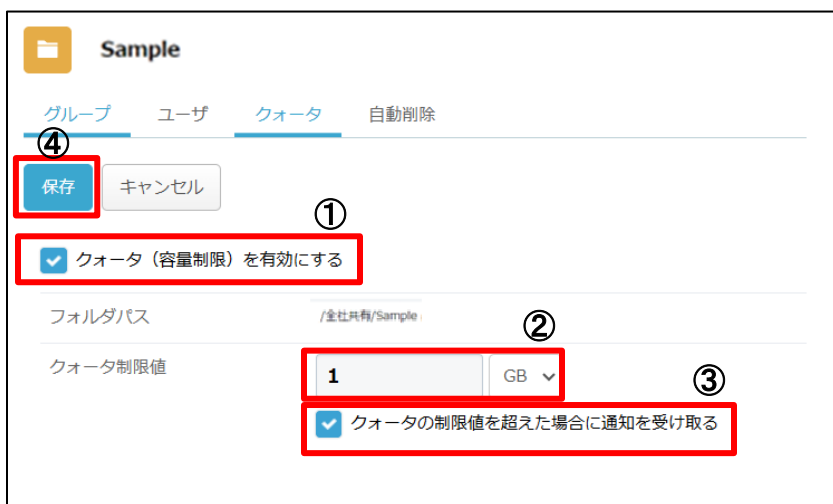 Sample
グループ ユーザ クォータ 自動削除
④
保存 キャンセル
①
クォータ（容量制限）を有効にする
フォルダパス /全社共有/Sample
②
クォータ制限値 1 GB
③
クォータの制限値を超えた場合に通知を受け取る